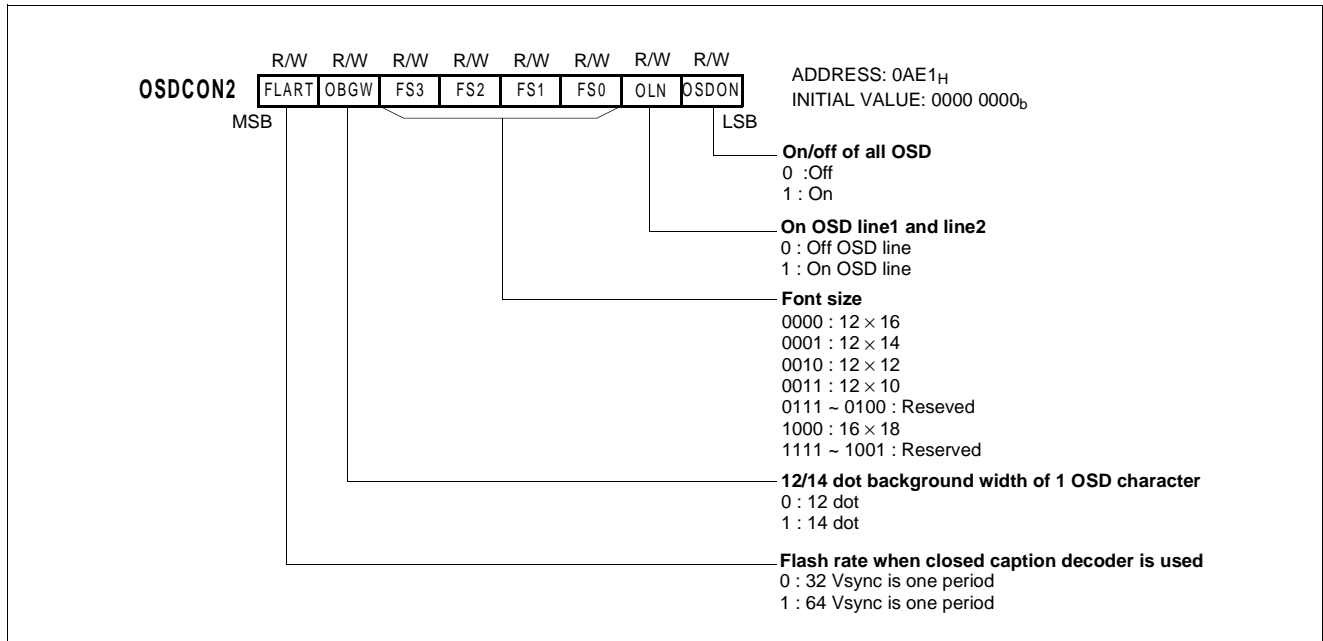 R/W R/W R/W R/W R/W R/W R/W R/W
OSDCON2 FLART OBGW FS3 FS2 FS1 FS0 OLN OSDON
ADDRESS: 0AE1H
INITIAL VALUE: 0000 0000b
MSB LSB
On/off of all OSD
0 :Off
1 : On
On OSD line1 and line2
0 : Off OSD line
1 : On OSD line
Font size
0000 : 12 × 16
0001 : 12 × 14
0010 : 12 × 12
0011 : 12 × 10
0111 ~ 0100 : Reseved
1000 : 16 × 18
1111 ~ 1001 : Reserved
12/14 dot background width of 1 OSD character
0 : 12 dot
1 : 14 dot
Flash rate when closed caption decoder is used
0 : 32 Vsync is one period
1 : 64 Vsync is one period